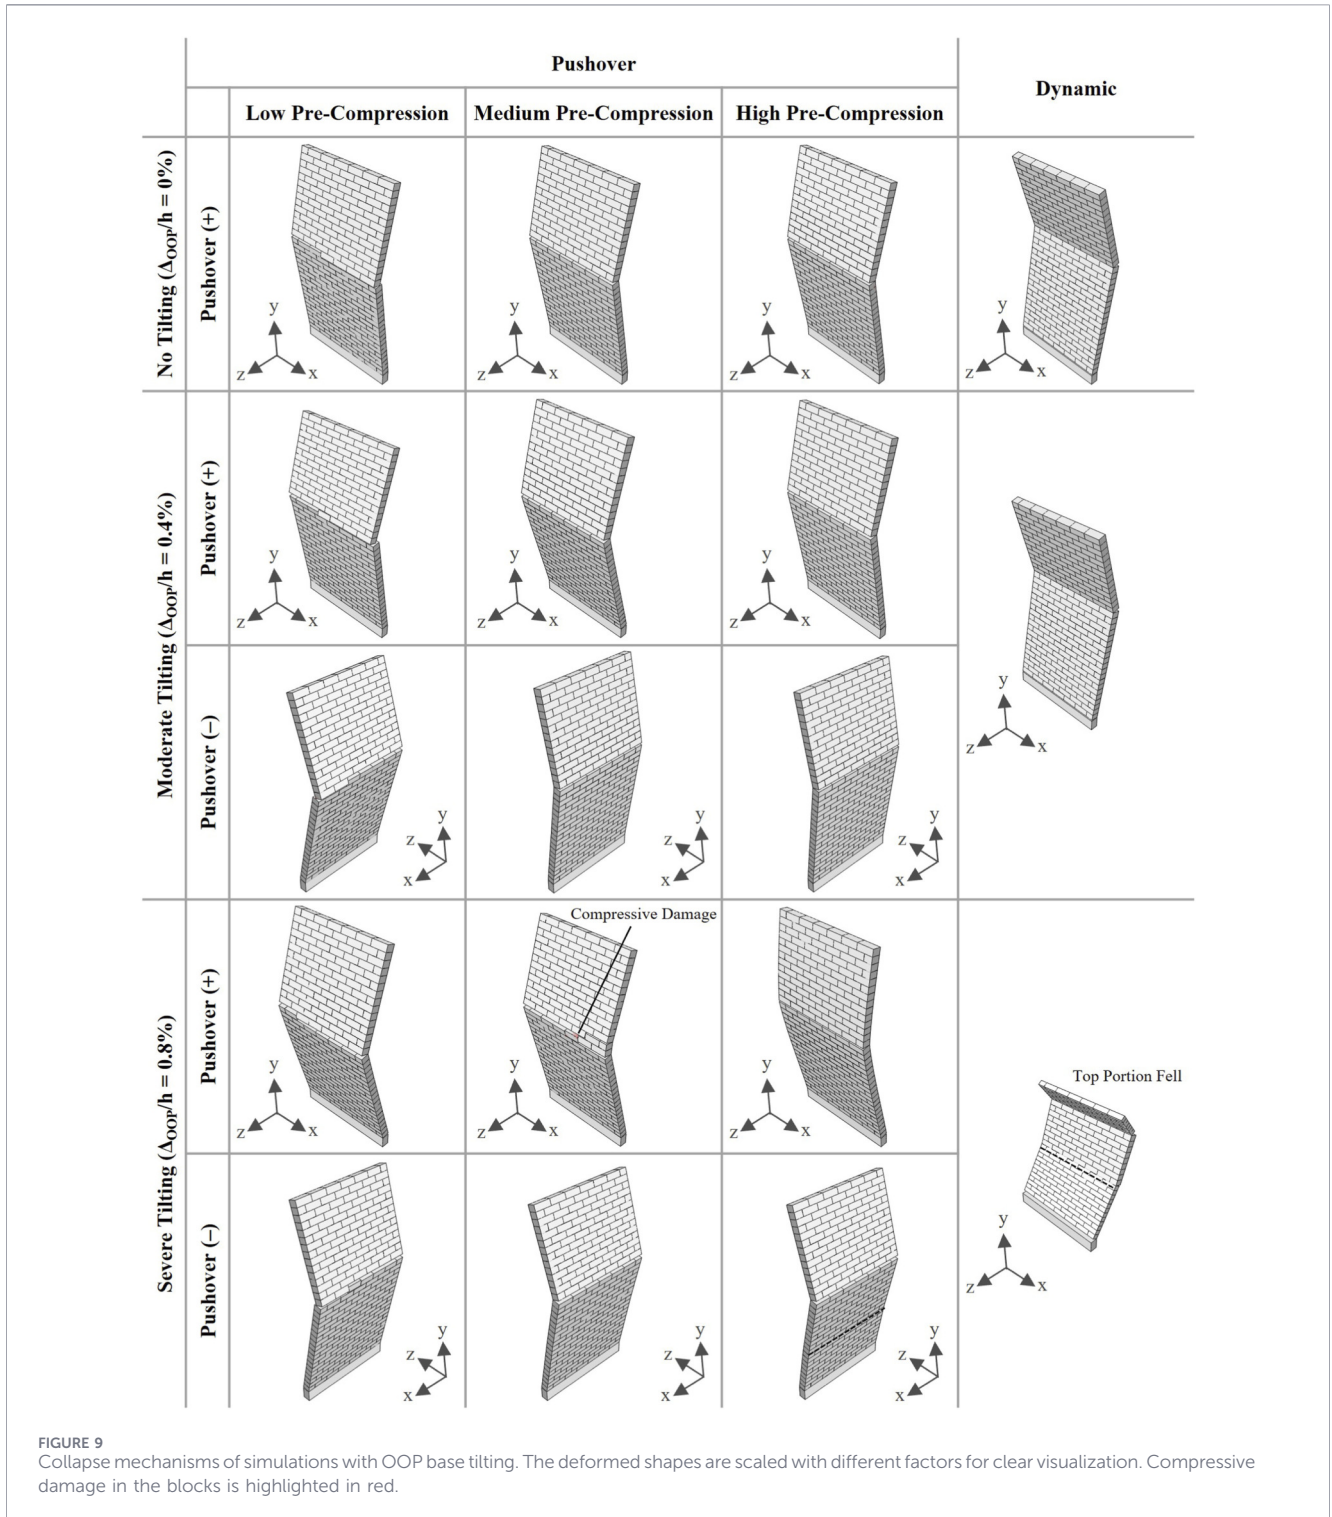 Pushover
Dynamic
Low Pre-Compression
Medium Pre-Compression
High Pre-Compression
No Tilting (ΔOOP/h = 0%)
Pushover (+)
y
z
x
y
z
x
y
z
x
y
z
x
Moderate Tilting (ΔOOP/h = 0.4%)
Pushover (+)
y
z
x
y
z
x
y
z
x
y
z
x
Pushover (–)
y
z
x
y
z
x
y
z
x
Severe Tilting (ΔOOP/h = 0.8%)
Pushover (+)
Compressive Damage
y
z
x
y
z
x
y
z
x
Top Portion Fell
y
z
x
Pushover (–)
y
z
x
y
z
x
y
z
x
FIGURE 9
Collapse mechanisms of simulations with OOP base tilting. The deformed shapes are scaled with different factors for clear visualization. Compressive
damage in the blocks is highlighted in red.